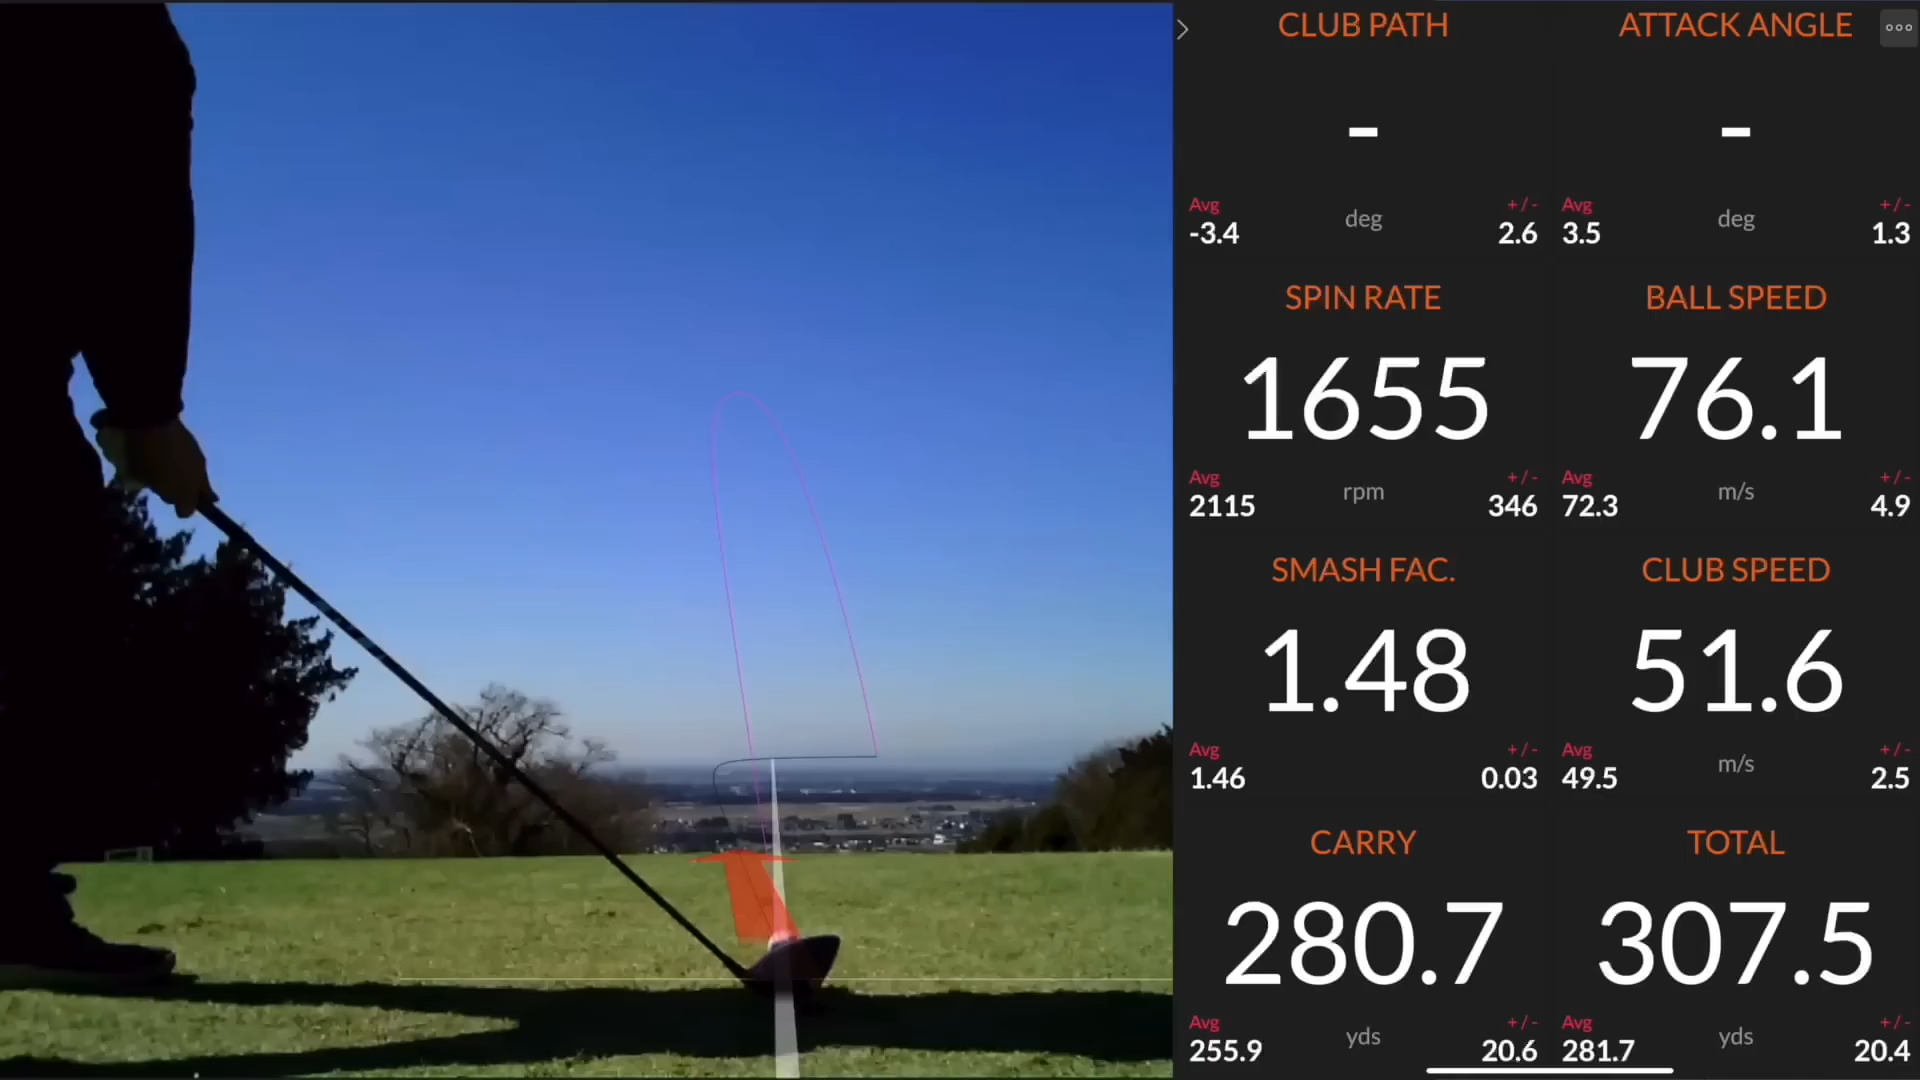 CLUB PATH
-
Avg deg +/-
-3.4 2.6
ATTACK ANGLE
-
Avg deg +/-
3.5 1.3
SPIN RATE
1655
Avg rpm +/-
2115 346
BALL SPEED
76.1
Avg m/s +/-
72.3 4.9
SMASH FAC.
1.48
Avg +/-
1.46 0.03
CLUB SPEED
51.6
Avg m/s +/-
49.5 2.5
CARRY
280.7
Avg yds +/-
255.9 20.6
TOTAL
307.5
Avg yds +/-
281.7 20.4